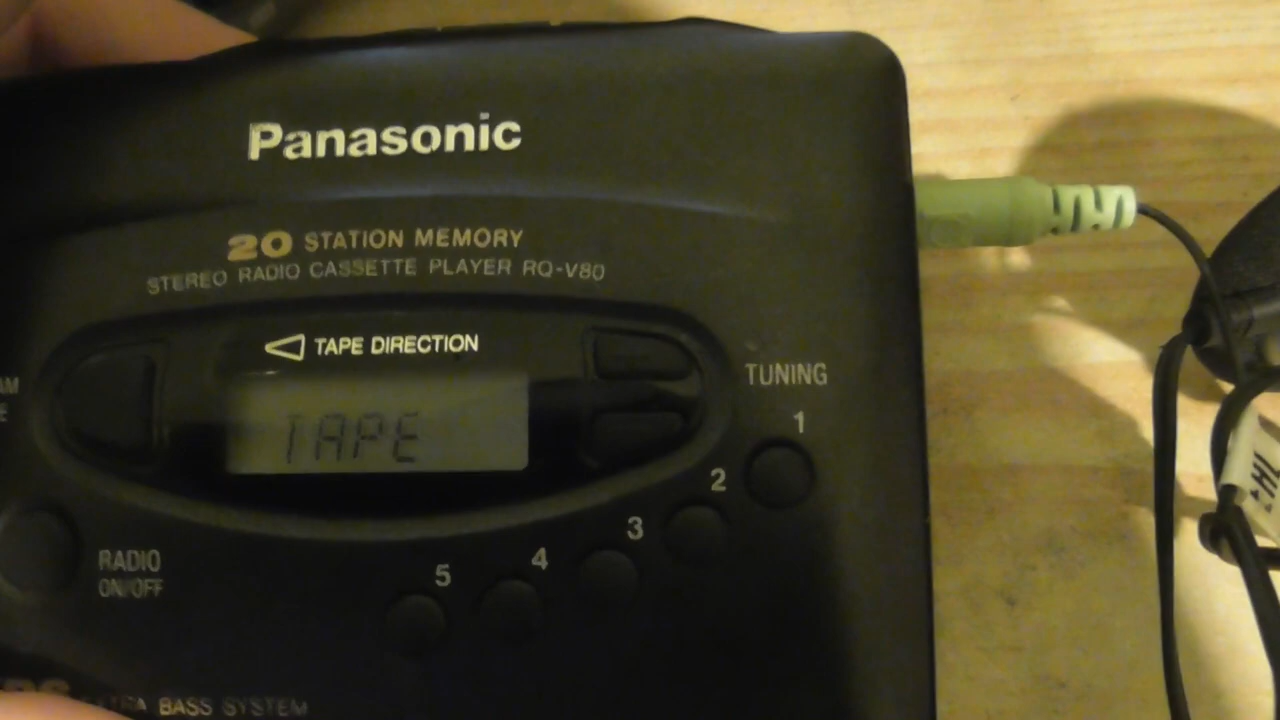 Panasonic
20 STATION MEMORY
STEREO RADIO CASSETTE PLAYER RQ-V80
TAPE DIRECTION
TAPE
TUNING
1
2
3
4
5
RADIO
ON/OFF
BASS SYSTEM